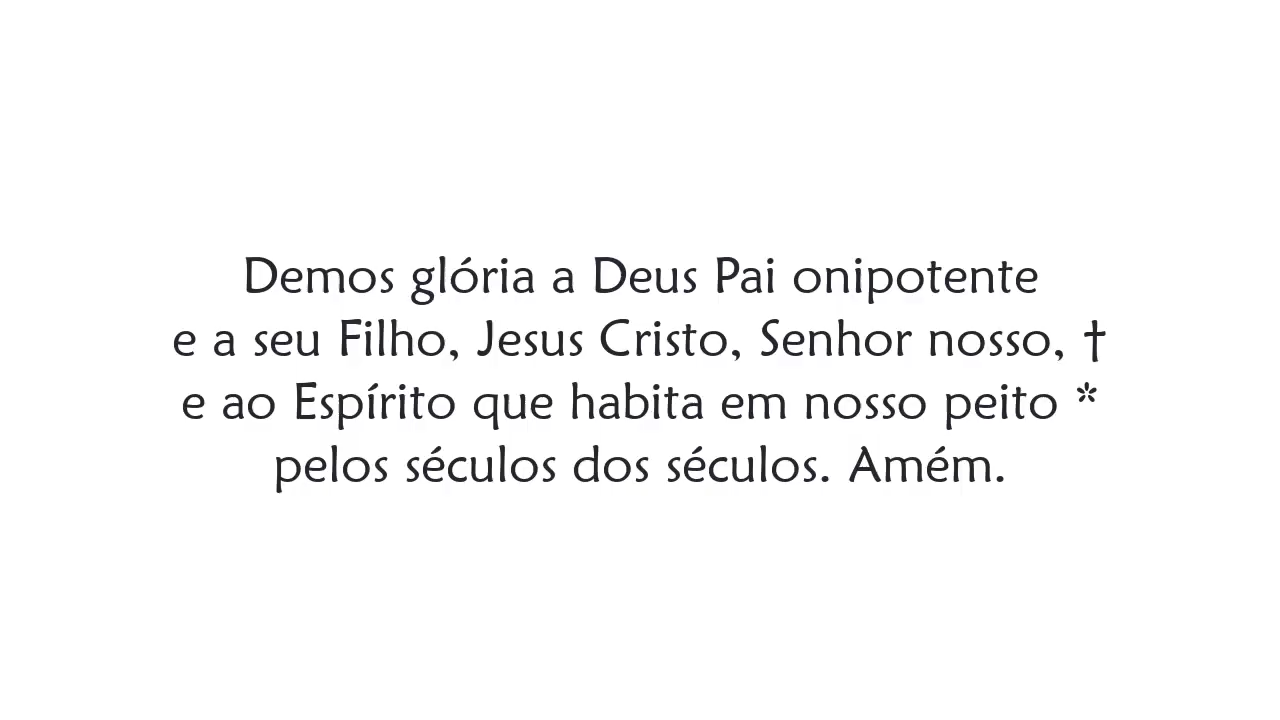 Demos glória a Deus Pai onipotente
e a seu Filho, Jesus Cristo, Senhor nosso, †
e ao Espírito que habita em nosso peito *
pelos séculos dos séculos. Amém.